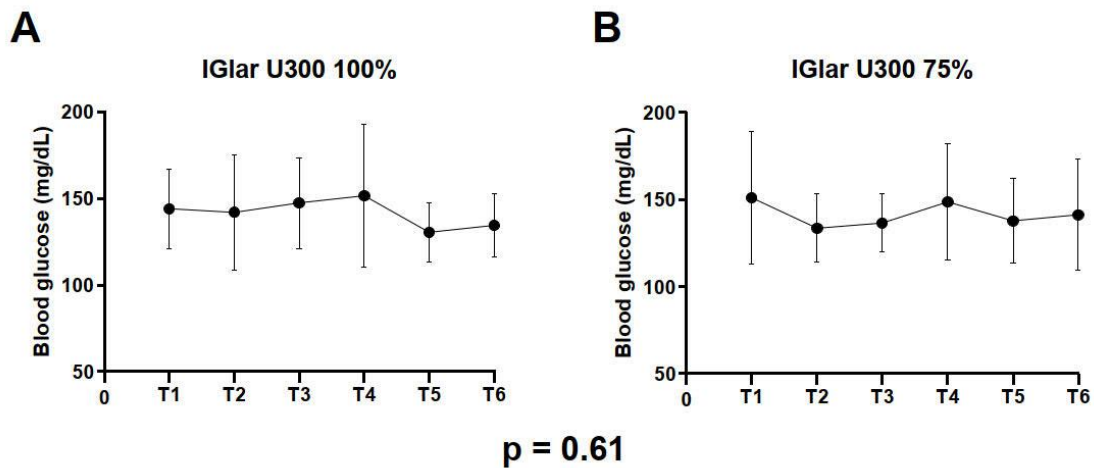 A
IGlar U300 100%
Blood glucose (mg/dL)
200
150
100
50
0
T1 T2 T3 T4 T5 T6
B
IGlar U300 75%
Blood glucose (mg/dL)
200
150
100
50
0
T1 T2 T3 T4 T5 T6
p = 0.61